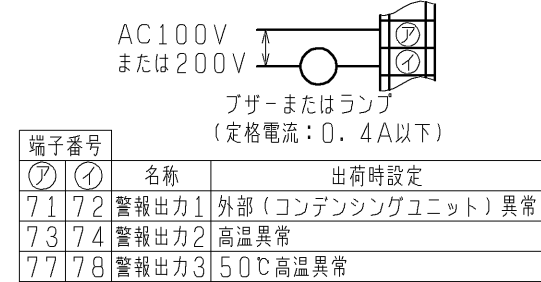 AC100V
または200V
㋐
㋑
ブザーまたはランプ
(定格電流：0．4A以下)
端子番号
㋐ ㋑ 名称 出荷時設定
71 72 警報出力1 外部(コンデンシングユニット)異常
73 74 警報出力2 高温異常
77 78 警報出力3 50℃高温異常